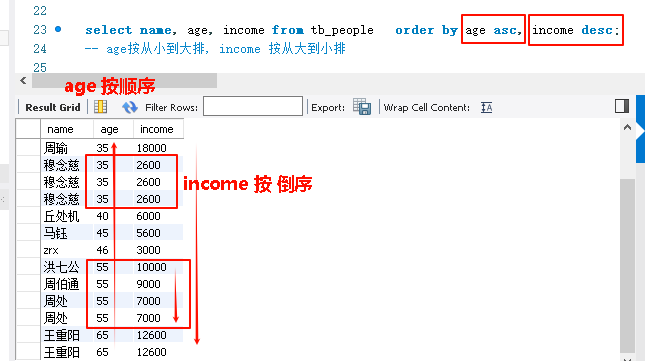 22
23 select name, age, income from tb_people order by age asc, income desc;
24 -- age按从小到大排, income 按从大到小排
25
age 按顺序
Result Grid Filter Rows: Export: Wrap Cell Content:
name age income
周瑜 35 18000
穆念慈 35 2600
穆念慈 35 2600
income 按 倒序
穆念慈 35 2600
丘处机 40 6000
马钰 45 5600
zrx 46 3000
洪七公 55 10000
周伯通 55 9000
周处 55 7000
周处 55 7000
王重阳 65 12600
王重阳 65 12600